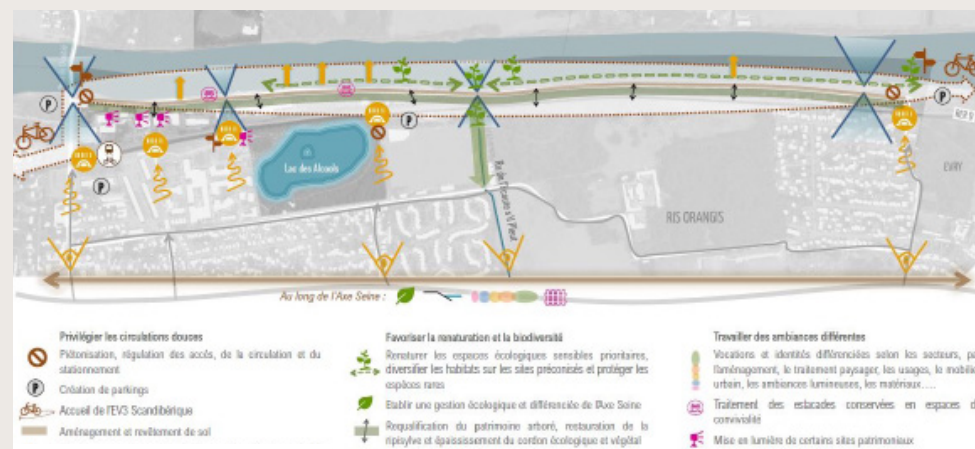 Lac des Alcools
RIS ORANGIS
EVRY
Au long de l'Axe Seine :
Privilégier les circulations douces
Piétonisation, régulation des accès, de la circulation et du
stationnement
Création de parkings
Accueil de l'EV3 Scandibérique
Aménagement et revêtement de sol
Favoriser la renaturation et la biodiversité
Renaturer les espaces écologiques sensibles prioritaires,
diversifier les habitats sur les sites préconisés et protéger les
espèces rares
Etablir une gestion écologique et différenciée de l'Axe Seine
Requalification du patrimoine arboré, restauration de la
ripisylve et épaississement du cordon écologique et végétal
Travailler des ambiances différentes
Vocations et identités différenciées selon les secteurs, pa
l'aménagement, le traitement paysager, les usages, le mobilie
urbain, les ambiances lumineuses, les matériaux....
Traitement des estacades conservées en espaces d
convivialité
Mise en lumière de certains sites patrimoniaux